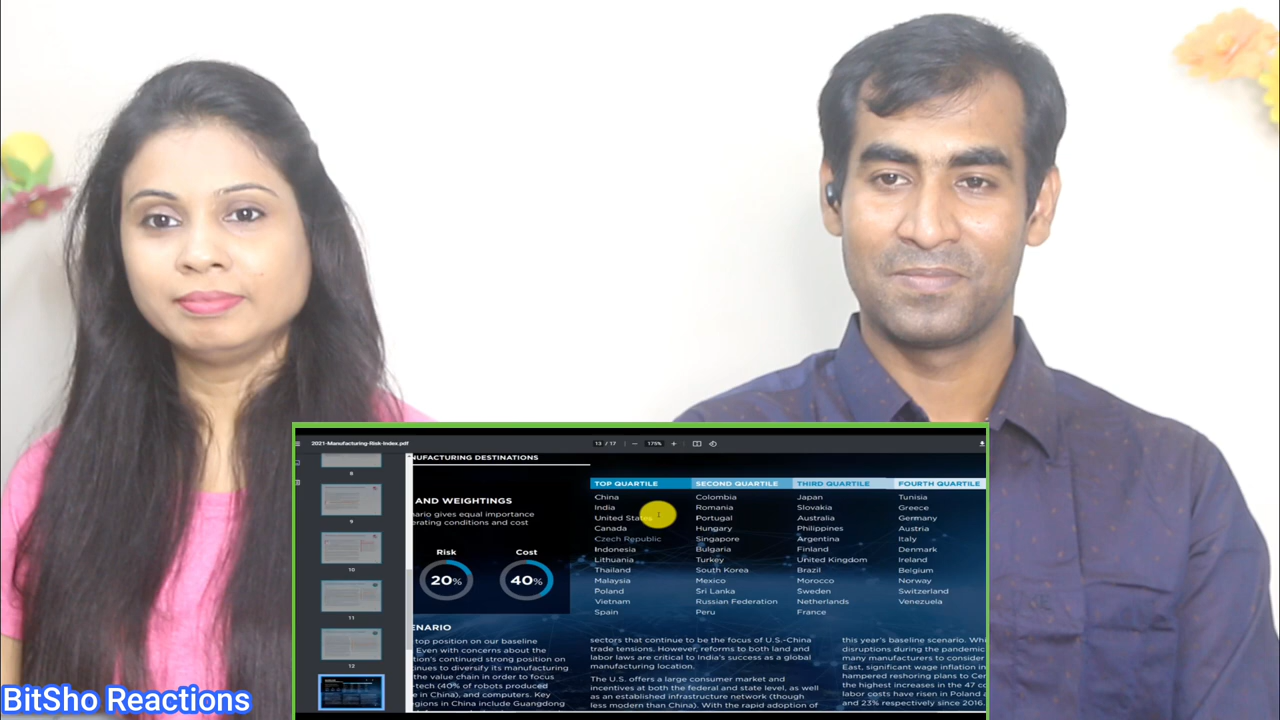 2021-Manufacturing-Risk-Index.pdf
13 / 17
175%
NUFACTURING DESTINATIONS
AND WEIGHTINGS
nario gives equal importance
erating conditions and cost
Risk
Cost
20%
40%
TOP QUARTILE
China
India
United States
Canada
Czech Republic
Indonesia
Lithuania
Thailand
Malaysia
Poland
Vietnam
Spain
SECOND QUARTILE
Colombia
Romania
Portugal
Hungary
Singapore
Bulgaria
Turkey
South Korea
Mexico
Sri Lanka
Russian Federation
Peru
THIRD QUARTILE
Japan
Slovakia
Australia
Philippines
Argentina
Finland
United Kingdom
Brazil
Morocco
Sweden
Netherlands
France
FOURTH QUARTILE
Tunisia
Greece
Germany
Austria
Italy
Denmark
Ireland
Belgium
Norway
Switzerland
Venezuela
ENARIO
top position on our baseline
Even with concerns about the
tion's continued strong position on
tinues to diversify its manufacturing
the value chain in order to focus
-tech (40% of robots produced
e in China), and computers. Key
egions in China include Guangdong
sectors that continue to be the focus of U.S.-China
trade tensions. However, reforms to both land and
labor laws are critical to India's success as a global
manufacturing location.
The U.S. offers a large consumer market and
incentives at both the federal and state level, as well
as an established infrastructure network (though
less modern than China). With the rapid adoption of
this year's baseline scenario. Whi
disruptions during the pandemic
many manufacturers to consider
East, significant wage inflation in
hampered reshoring plans to Cen
the highest increases in the 47 co
labor costs have risen in Poland a
and 23% respectively since 2016.
8
9
10
11
12
BitSho Reactions